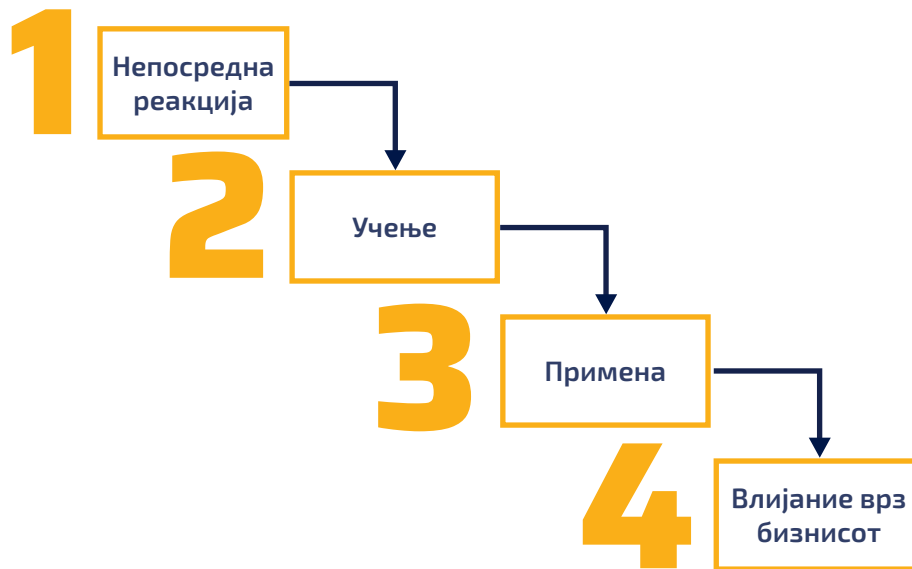 1
Непосредна
реакција
2
Учење
3
Примена
4
Влијание врз
бизнисот